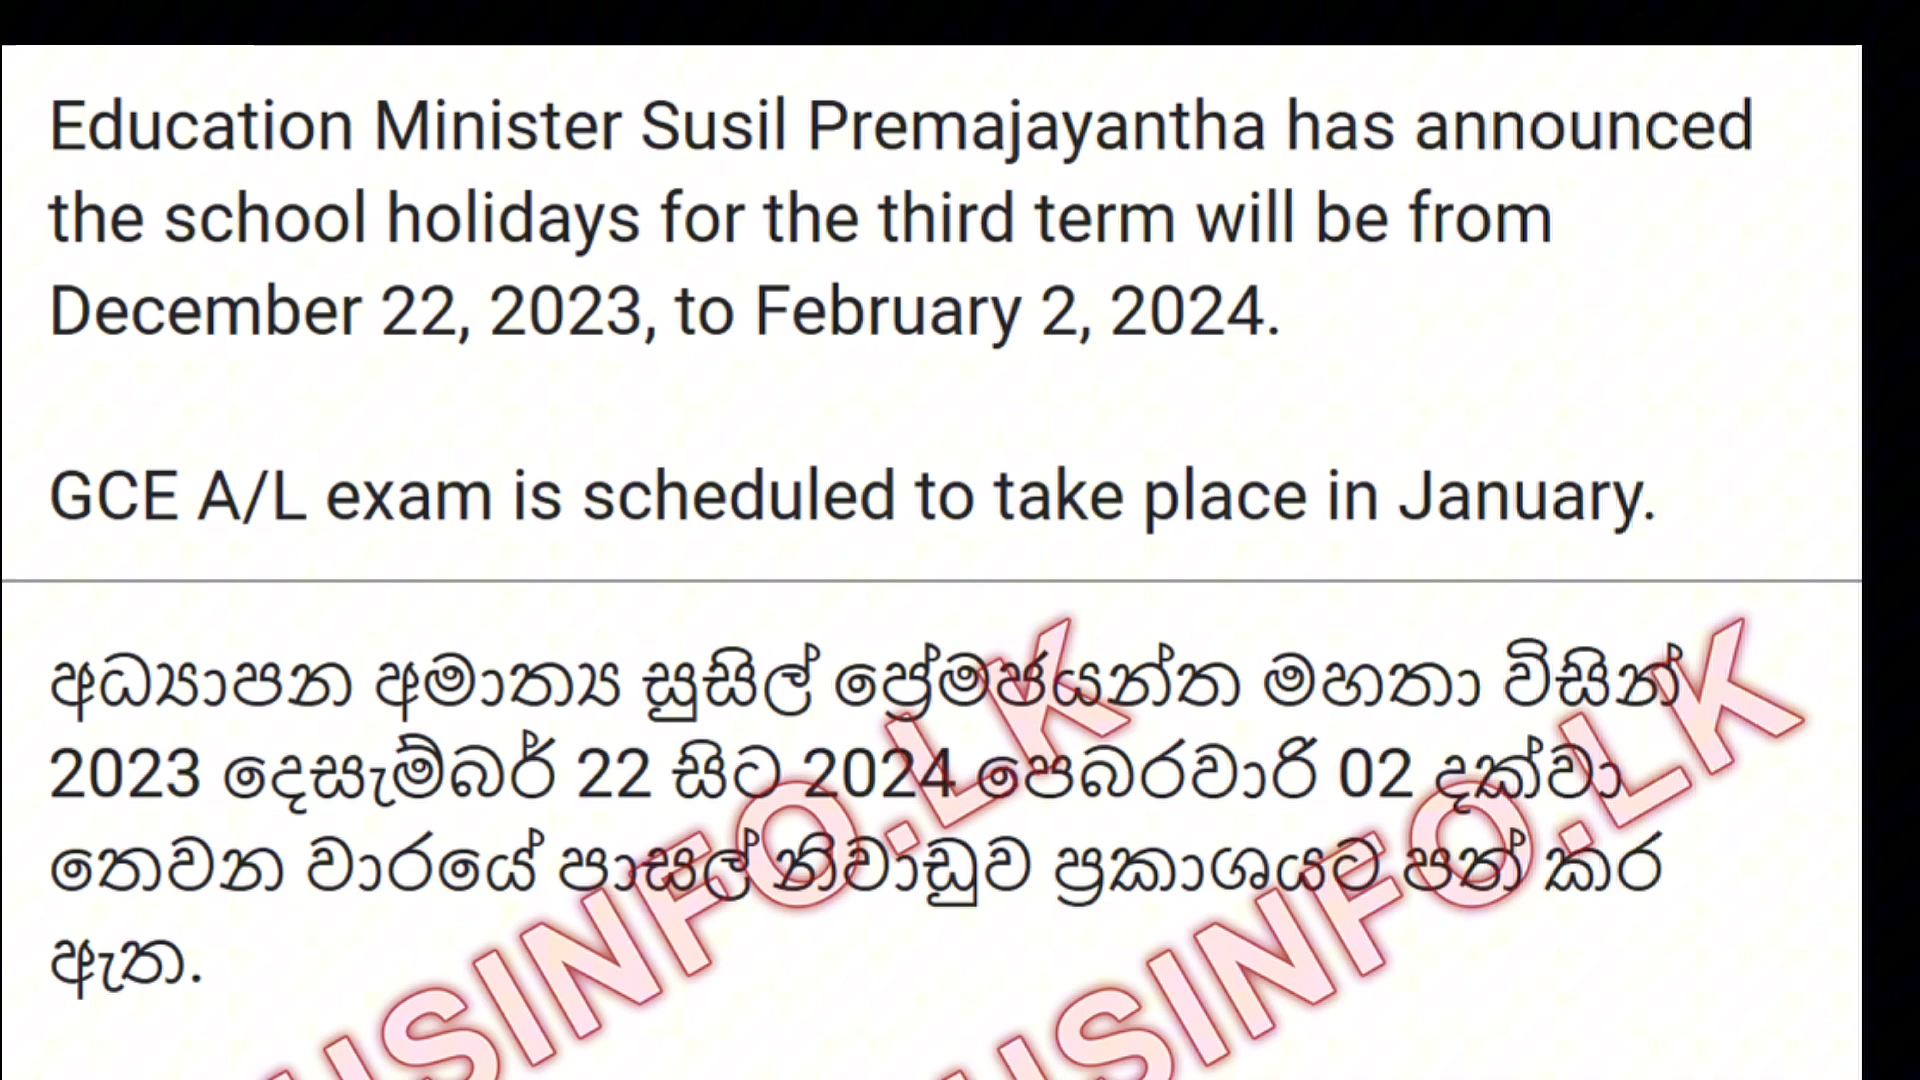 Education Minister Susil Premajayantha has announced
the school holidays for the third term will be from
December 22, 2023, to February 2, 2024.
GCE A/L exam is scheduled to take place in January.
අධ්‍යාපන අමාත්‍ය සුසිල් ප්‍රේමජයන්ත මහතා විසින්
2023 දෙසැම්බර් 22 සිට 2024 පෙබරවාරි 02 දක්වා
තෙවන වාරයේ පාසල් නිවාඩුව ප්‍රකාශයට පත් කර
ඇත.
USINFO.LK
USINFO.LK